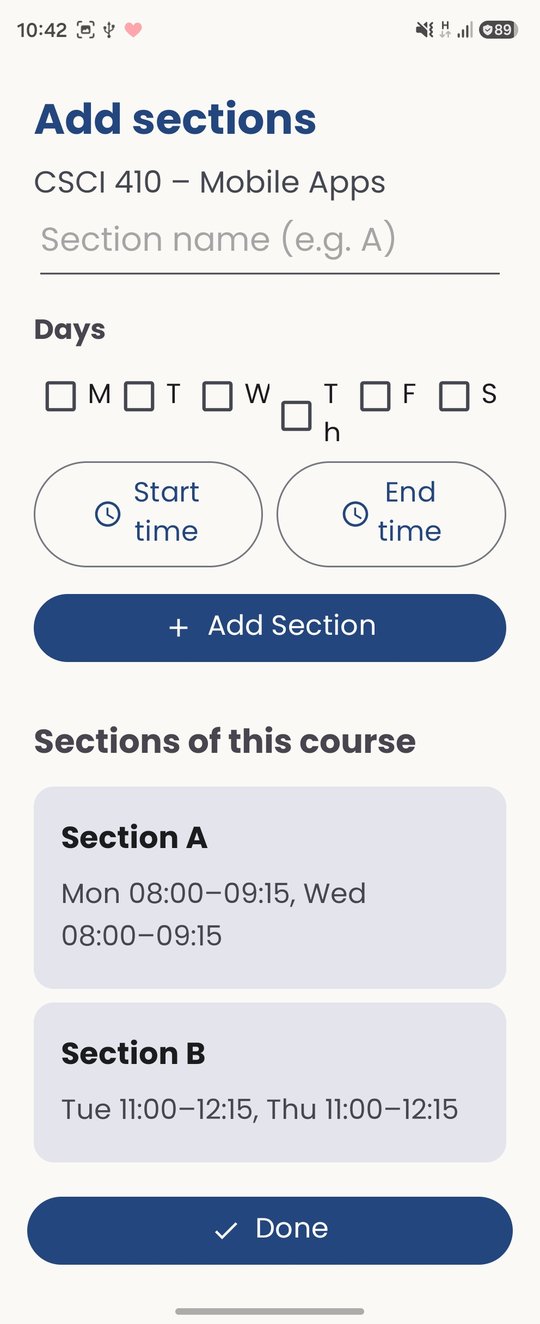 10:42 H 89
Add sections
CSCI 410 – Mobile Apps
Section name (e.g. A)
Days
M T W T F S
h
Start End
time time
+ Add Section
Sections of this course
Section A
Mon 08:00–09:15, Wed
08:00–09:15
Section B
Tue 11:00–12:15, Thu 11:00–12:15
Done